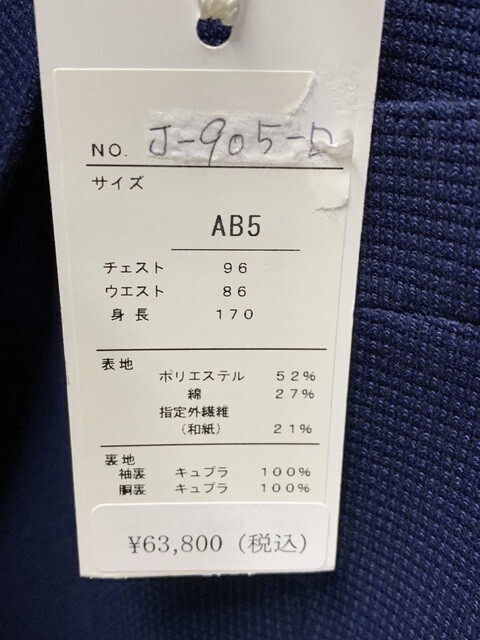 NO. J-905-D
サイズ
AB5
チェスト 96
ウエスト 86
身長 170
表地
ポリエステル 52%
綿 27%
指定外繊維
（和紙） 21%
裏地
袖裏 キュプラ 100%
胴裏 キュプラ 100%
¥63,800（税込）